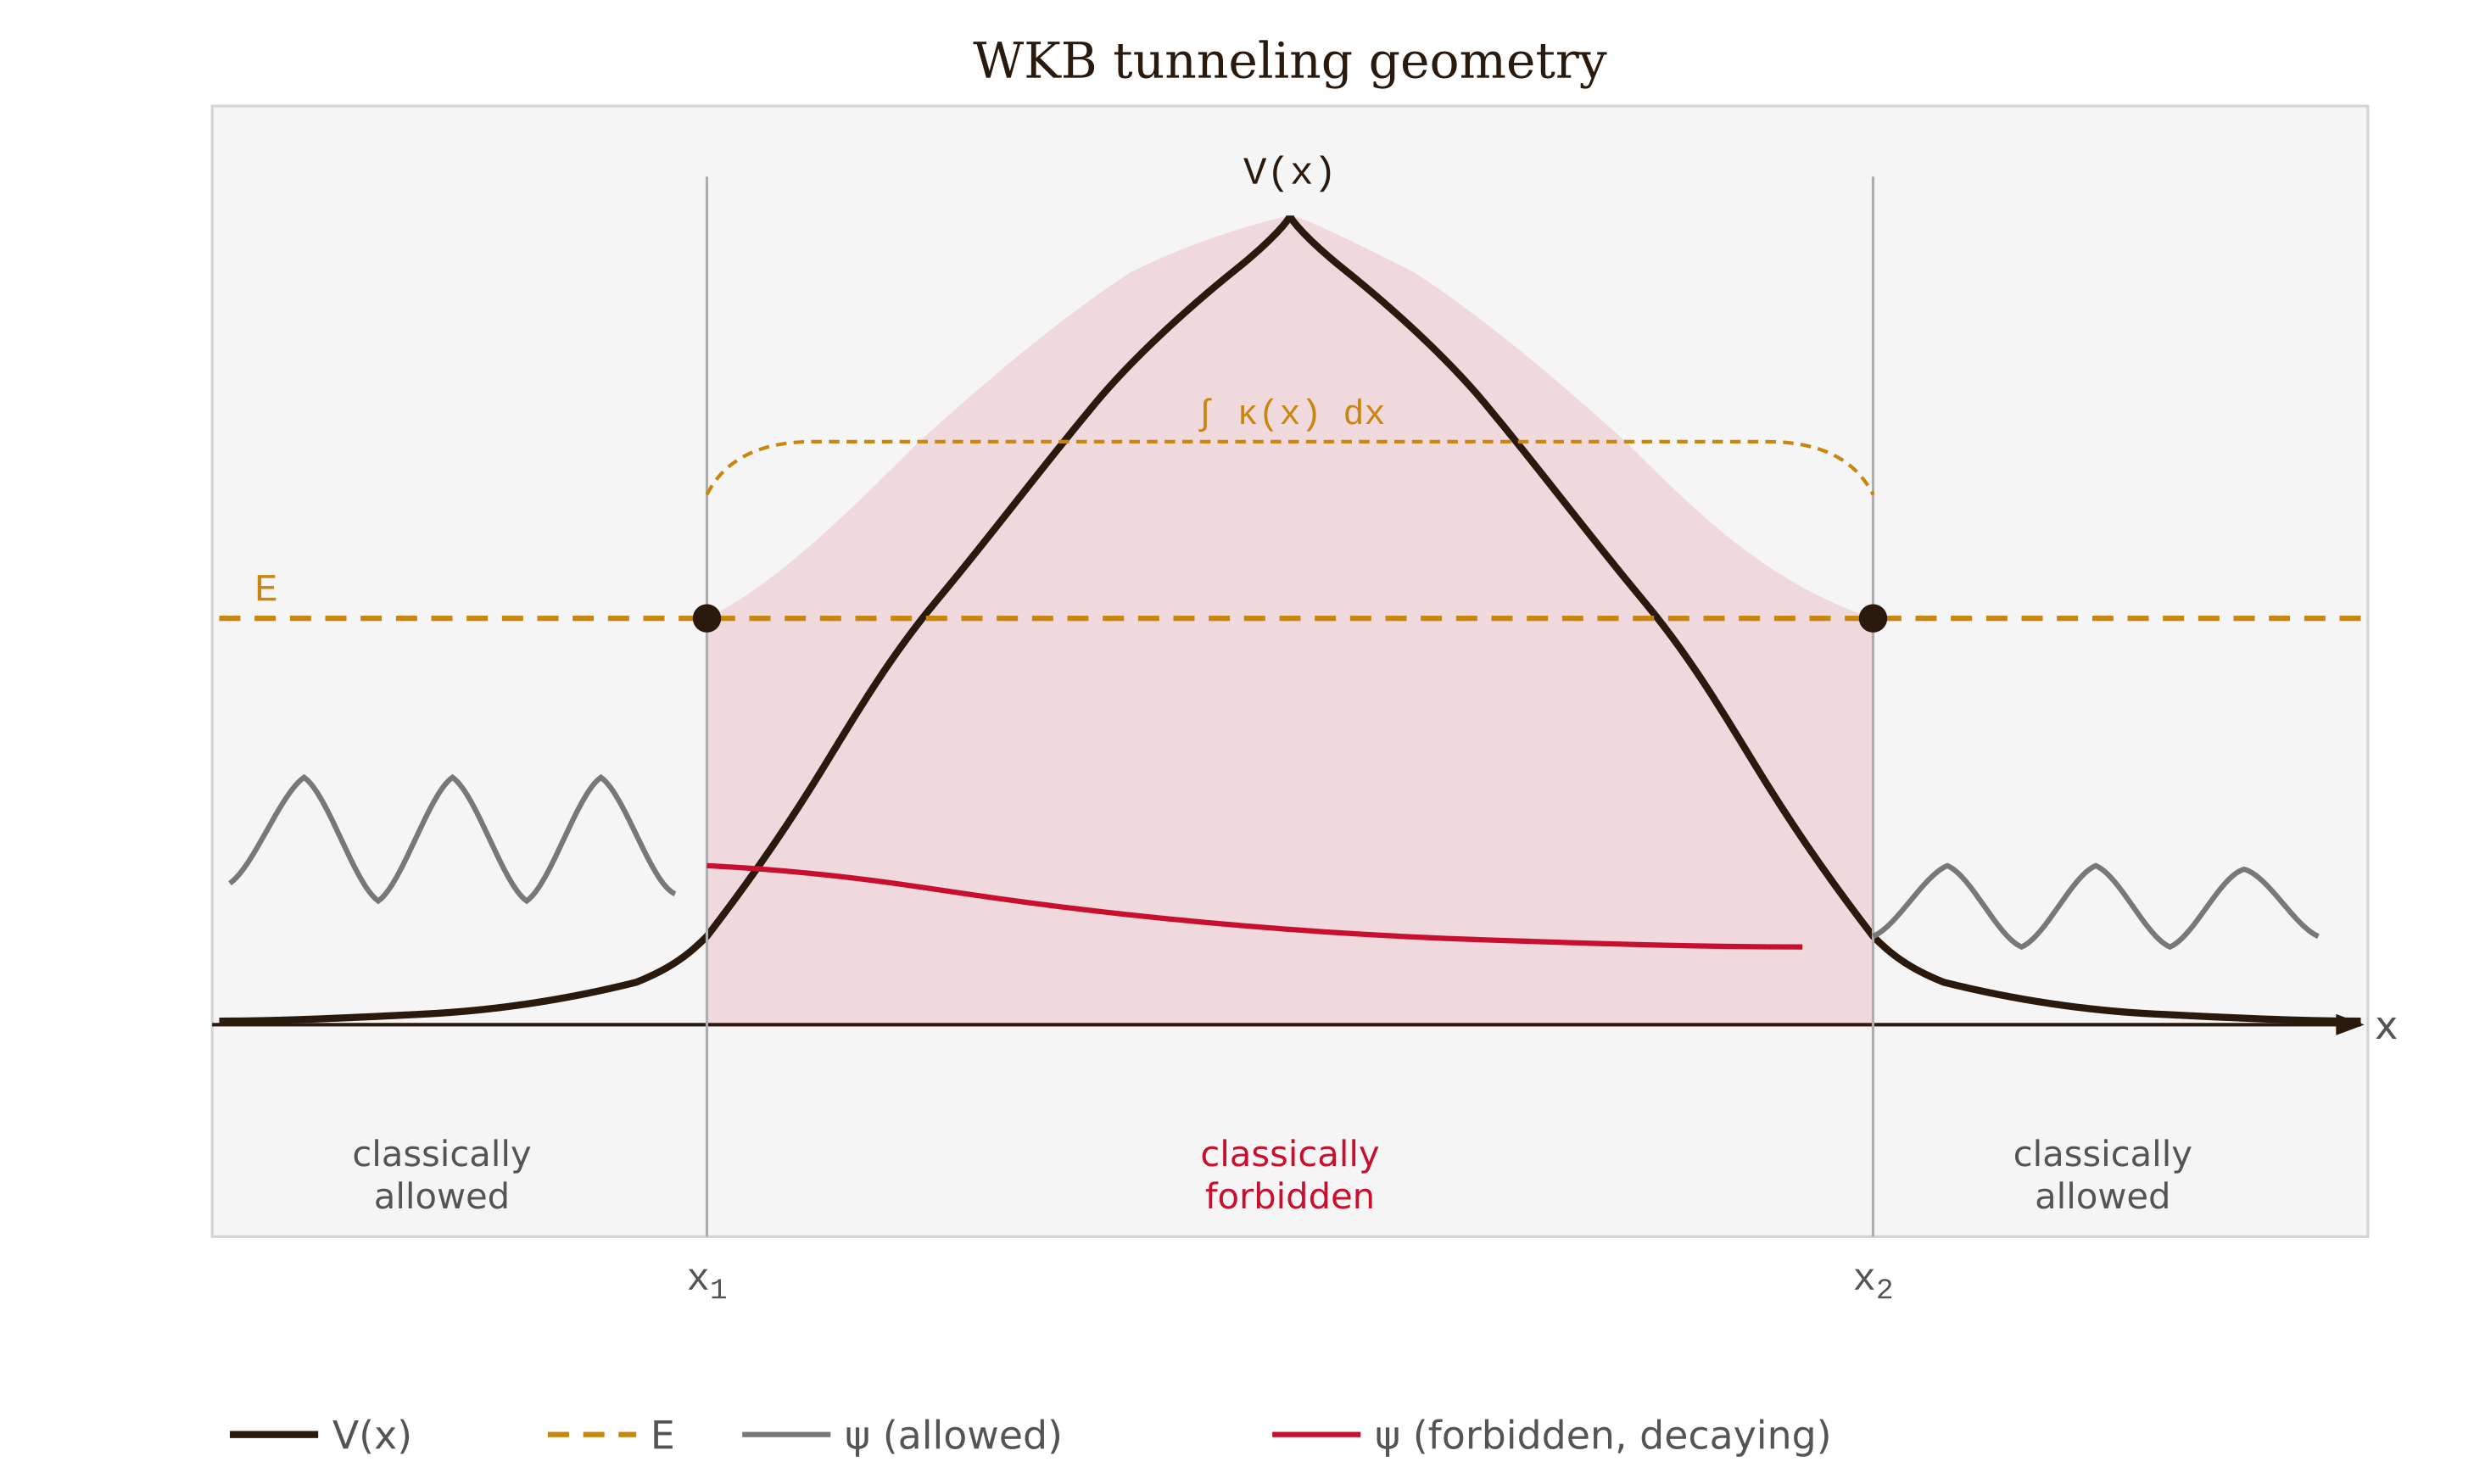 WKB tunneling geometry
V(x)
∫ κ(x) dx
E
x
classically
allowed
classically
forbidden
classically
allowed
x₁
x₂
V(x)
E
ψ (allowed)
ψ (forbidden, decaying)